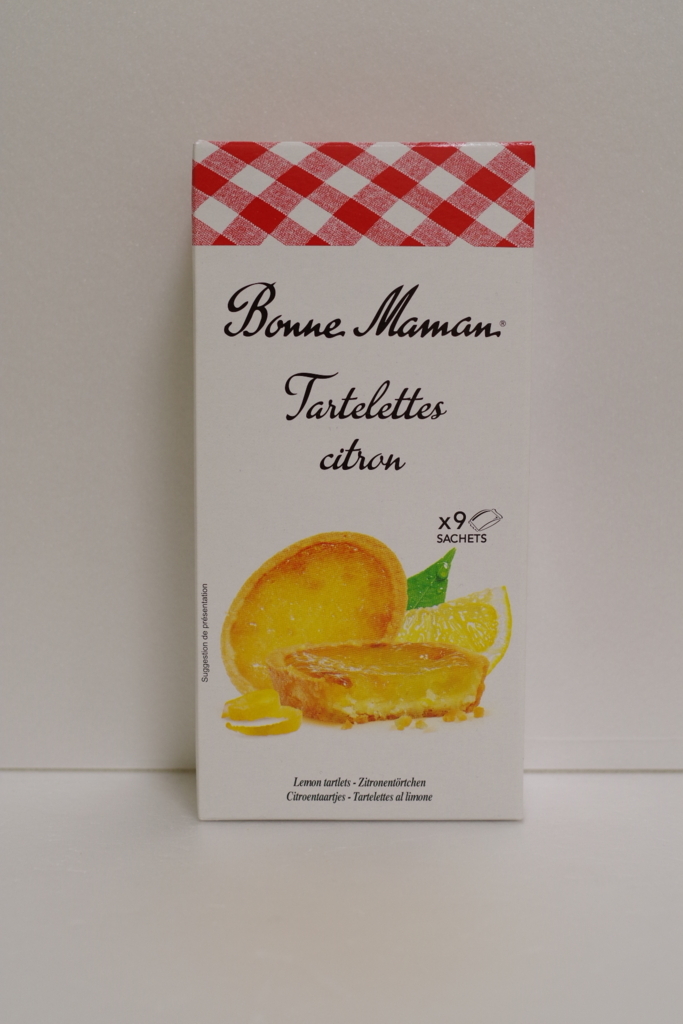 Bonne Maman®
Tartelettes
citron
x9
SACHETS
Suggestion de présentation
Lemon tartlets - Zitronentörtchen
Citroentaartjes - Tartelettes al limone